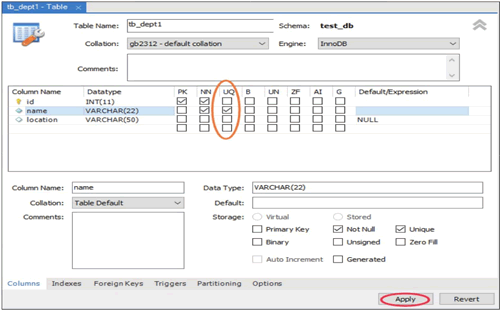 tb_dept1 - Table ×
Table Name: tb_dept1 Schema: test_db
Collation: gb2312 - default collation Engine: InnoDB
Comments:
Column Name Datatype PK NN UQ B UN ZF AI G Default/Expression
id INT(11)
name VARCHAR(22)
location VARCHAR(50) NULL
Column Name: name Data Type: VARCHAR(22)
Collation: Table Default Default:
Comments: Storage: Virtual Stored
Primary Key Not Null Unique
Binary Unsigned Zero Fill
Auto Increment Generated
Columns Indexes Foreign Keys Triggers Partitioning Options
Apply Revert